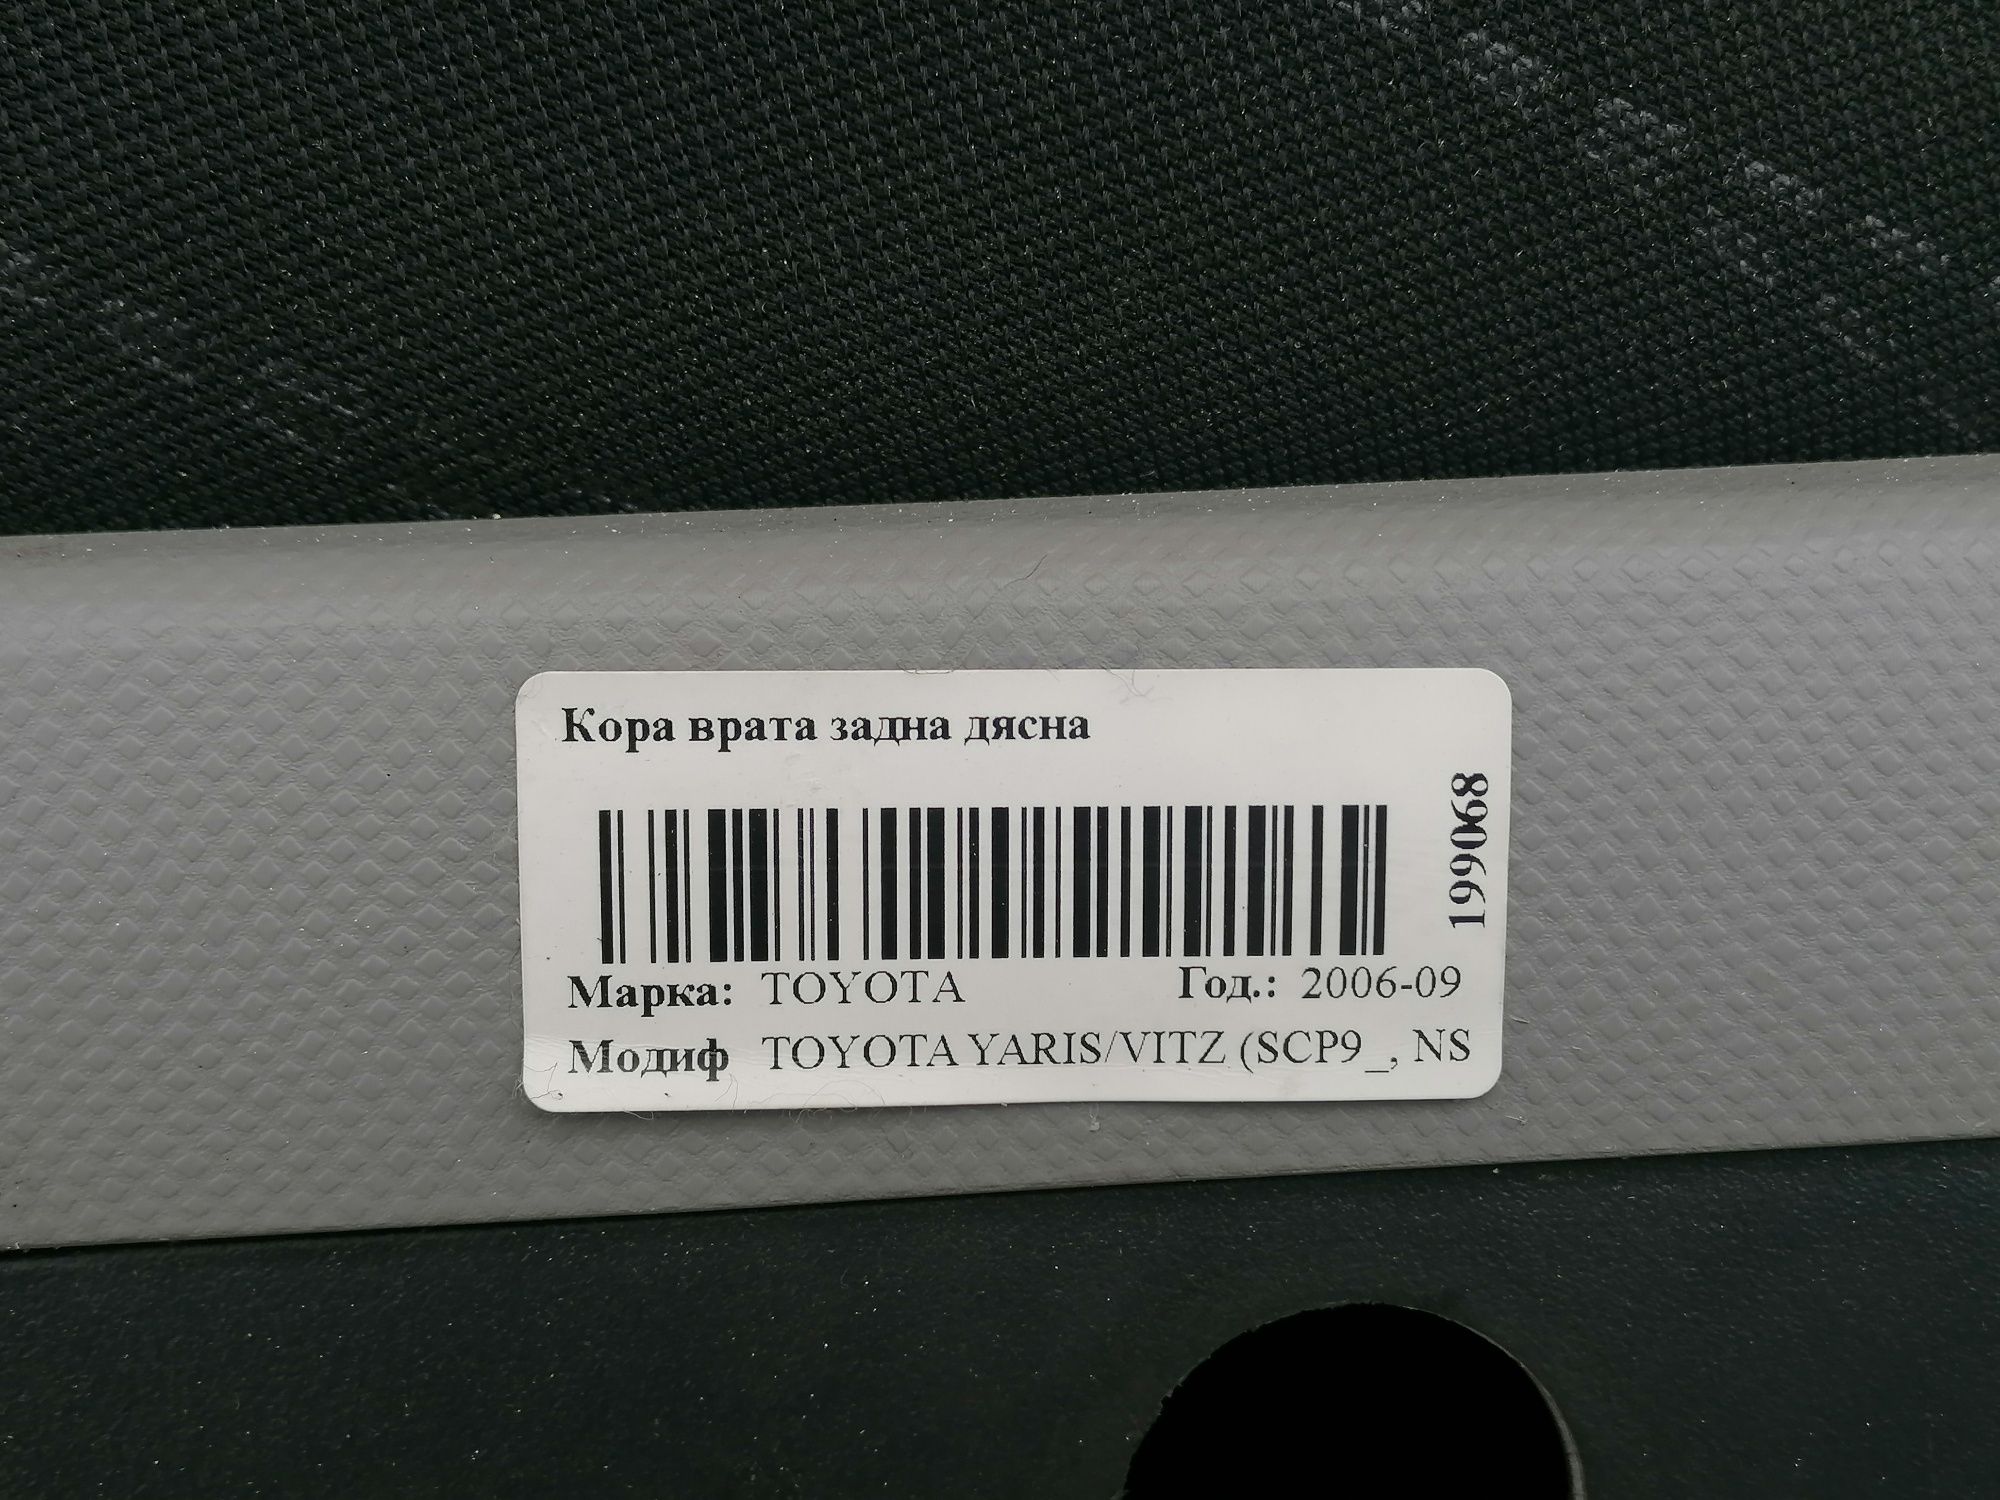 Кора врата задна дясна
199068
Марка: TOYOTA Год.: 2006-09
Модиф TOYOTA YARIS/VITZ (SCP9_, NS